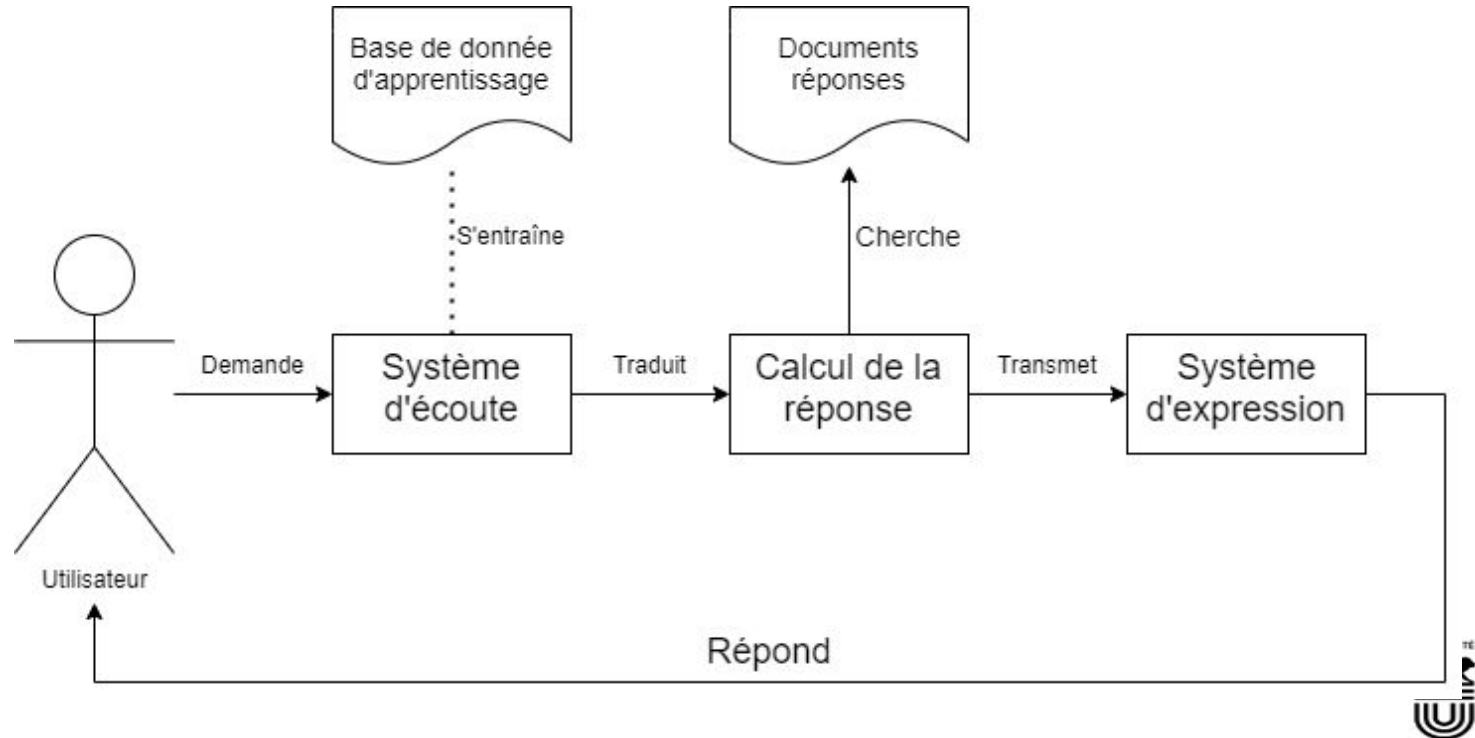 Base de donnée
d'apprentissage
Documents
réponses
S'entraîne
Cherche
Demande
Système
d'écoute
Traduit
Calcul de la
réponse
Transmet
Système
d'expression
Utilisateur
Répond